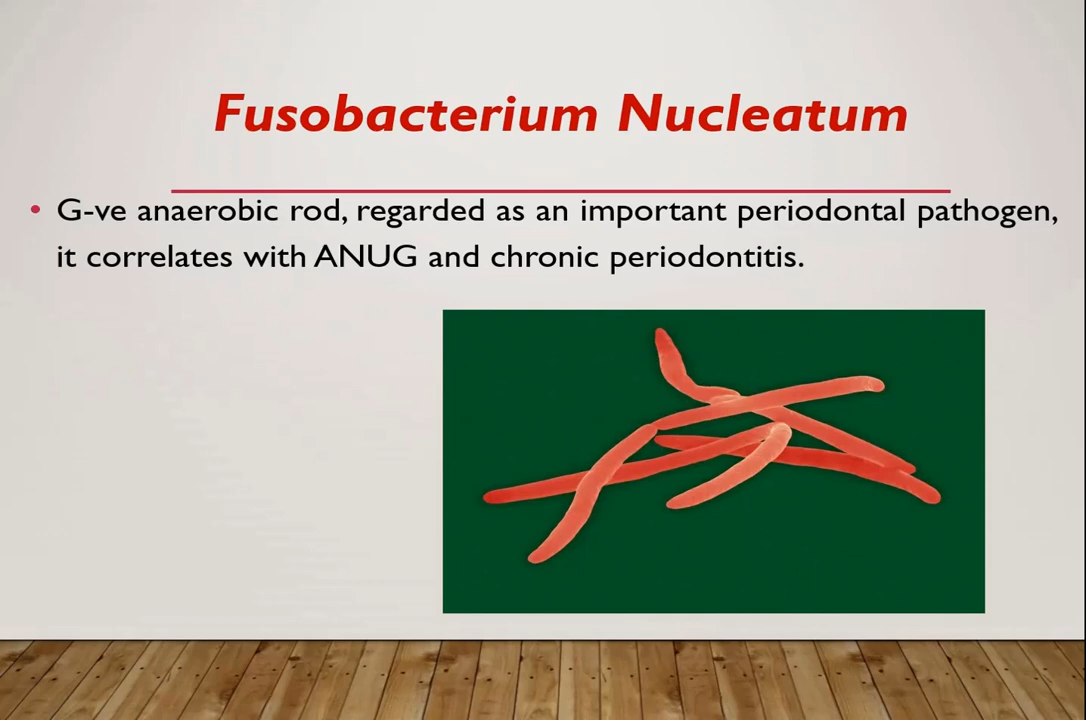 Fusobacterium Nucleatum
• G-ve anaerobic rod, regarded as an important periodontal pathogen,
it correlates with ANUG and chronic periodontitis.